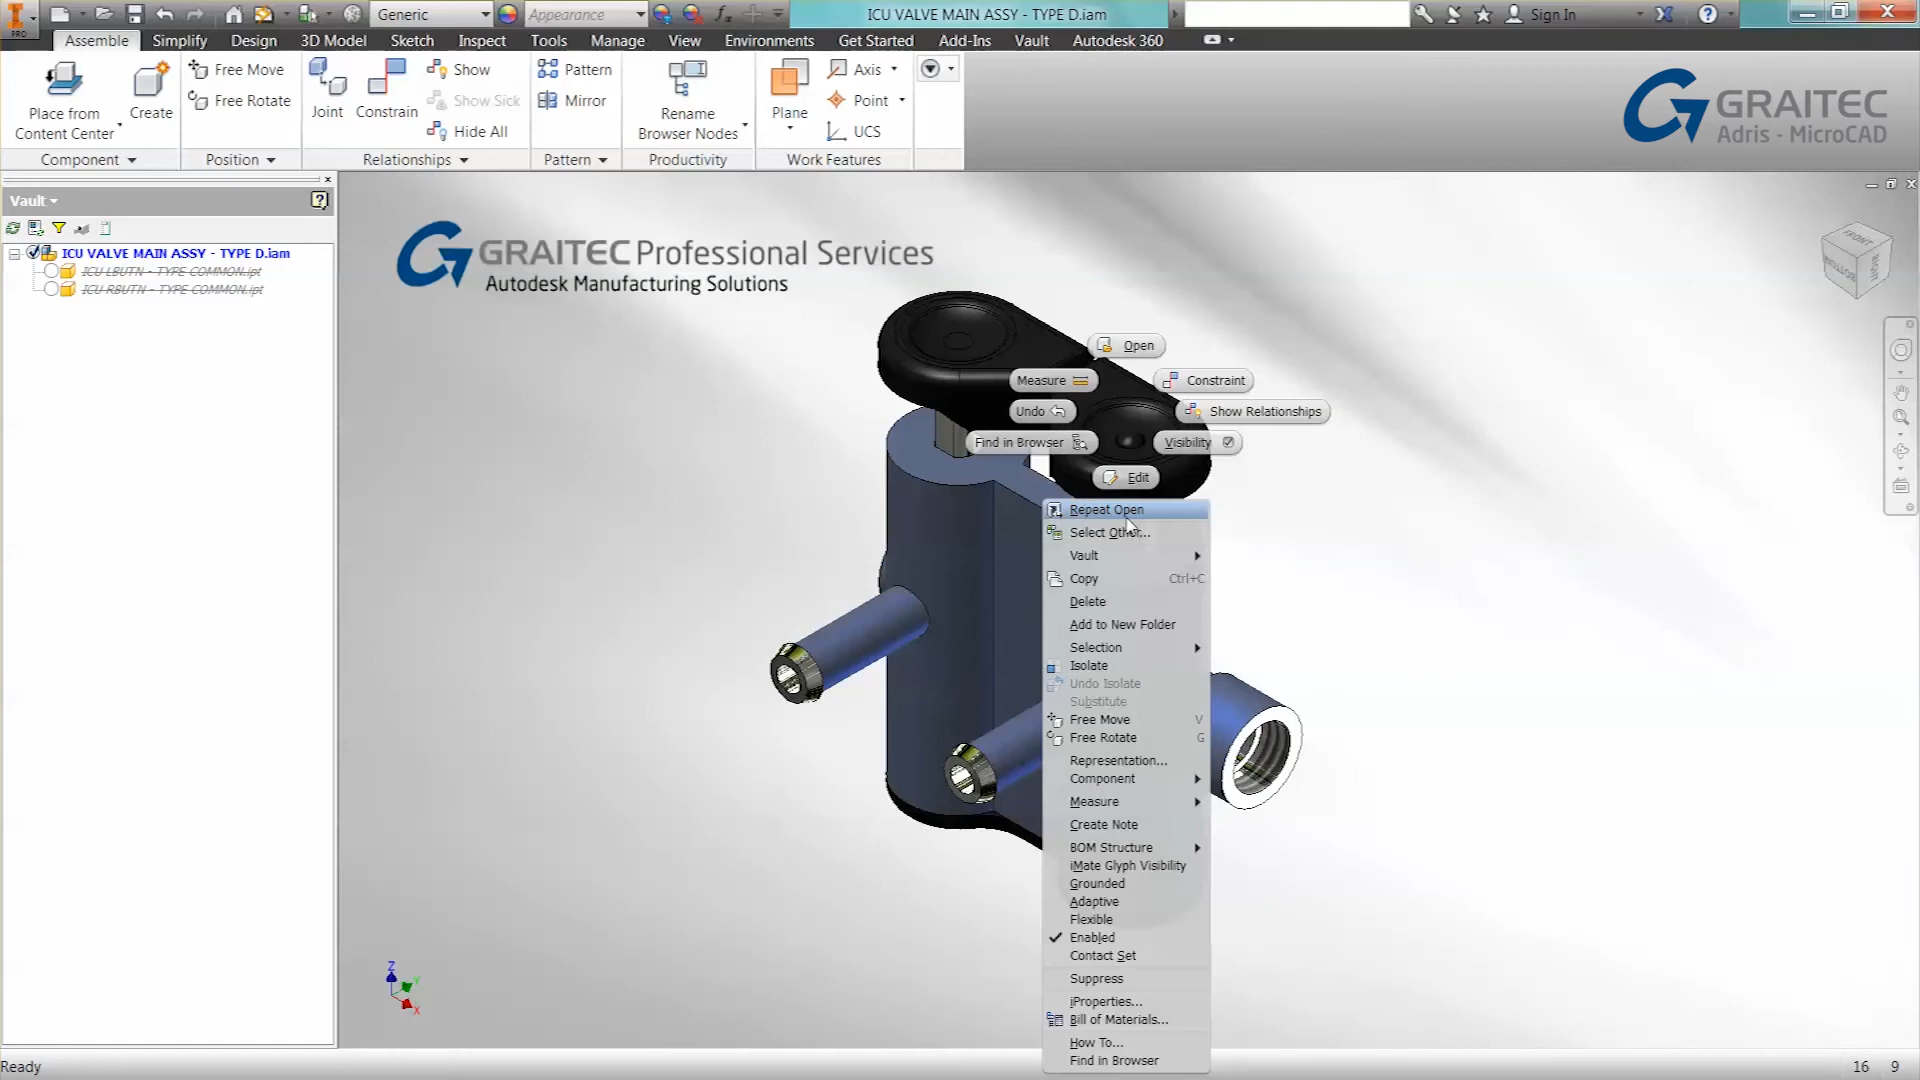 PRO
Generic
Appearance
ICU VALVE MAIN ASSY - TYPE D.iam
Sign In
Assemble
Simplify
Design
3D Model
Sketch
Inspect
Tools
Manage
View
Environments
Get Started
Add-Ins
Vault
Autodesk 360
Place from
Content Center
Create
Free Move
Free Rotate
Joint
Constrain
Show
Show Sick
Hide All
Pattern
Mirror
Rename
Browser Nodes
Plane
Axis
Point
UCS
Component
Position
Relationships
Pattern
Productivity
Work Features
GRAITEC
Adris - MicroCAD
Vault
ICU VALVE MAIN ASSY - TYPE D.iam
ICU LBUTN - TYPE COMMON.ipt
ICU RBUTN - TYPE COMMON.ipt
GRAITEC Professional Services
Autodesk Manufacturing Solutions
FRONT
RIGHT
BOTTOM
Open
Measure
Constraint
Undo
Show Relationships
Find in Browser
Visibility
Edit
Repeat Open
Select Other...
Vault
Copy Ctrl+C
Delete
Add to New Folder
Selection
Isolate
Undo Isolate
Substitute
Free Move V
Free Rotate G
Representation...
Component
Measure
Create Note
BOM Structure
iMate Glyph Visibility
Grounded
Adaptive
Flexible
Enabled
Contact Set
Suppress
iProperties...
Bill of Materials...
How To...
Find in Browser
Z
Y
X
Ready
16 9